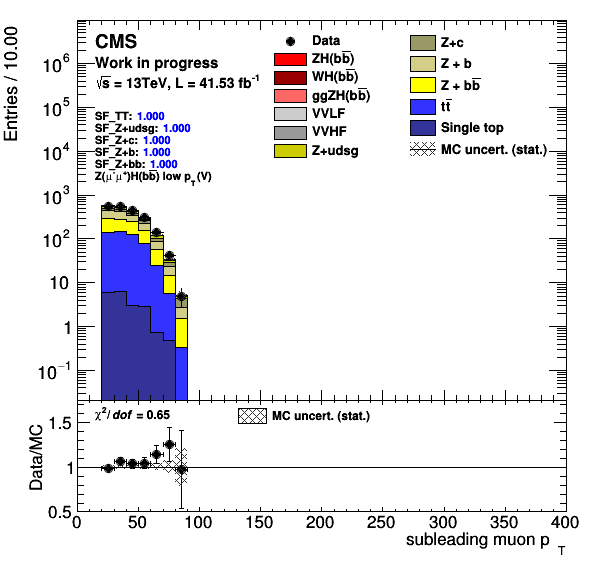 Entries / 10.00
CMS
Work in progress
√s = 13TeV, L = 41.53 fb⁻¹
SF_TT: 1.000
SF_Z+udsg: 1.000
SF_Z+c: 1.000
SF_Z+b: 1.000
SF_Z+bb: 1.000
Z(μ⁻μ⁺)H(bb̅) low p_T(V)
Data
ZH(bb̅)
WH(bb̅)
ggZH(bb̅)
VVLF
VVHF
Z+udsg
Z+c
Z + b
Z + bb̅
tt̅
Single top
MC uncert. (stat.)
10⁶
10⁵
10⁴
10³
10²
10
1
10⁻¹
χ²/dof = 0.65
MC uncert. (stat.)
Data/MC
1.5
1
0.5
0 50 100 150 200 250 300 350 400
subleading muon p_T